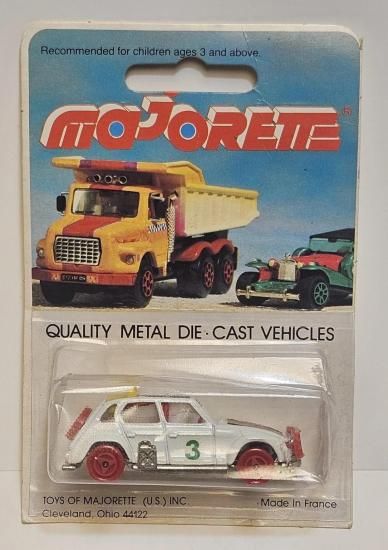 Recommended for children ages 3 and above.
MAJORETTE®
QUALITY METAL DIE·CAST VEHICLES
3
TOYS OF MAJORETTE (U.S.) INC.
Cleveland, Ohio 44122
Made In France